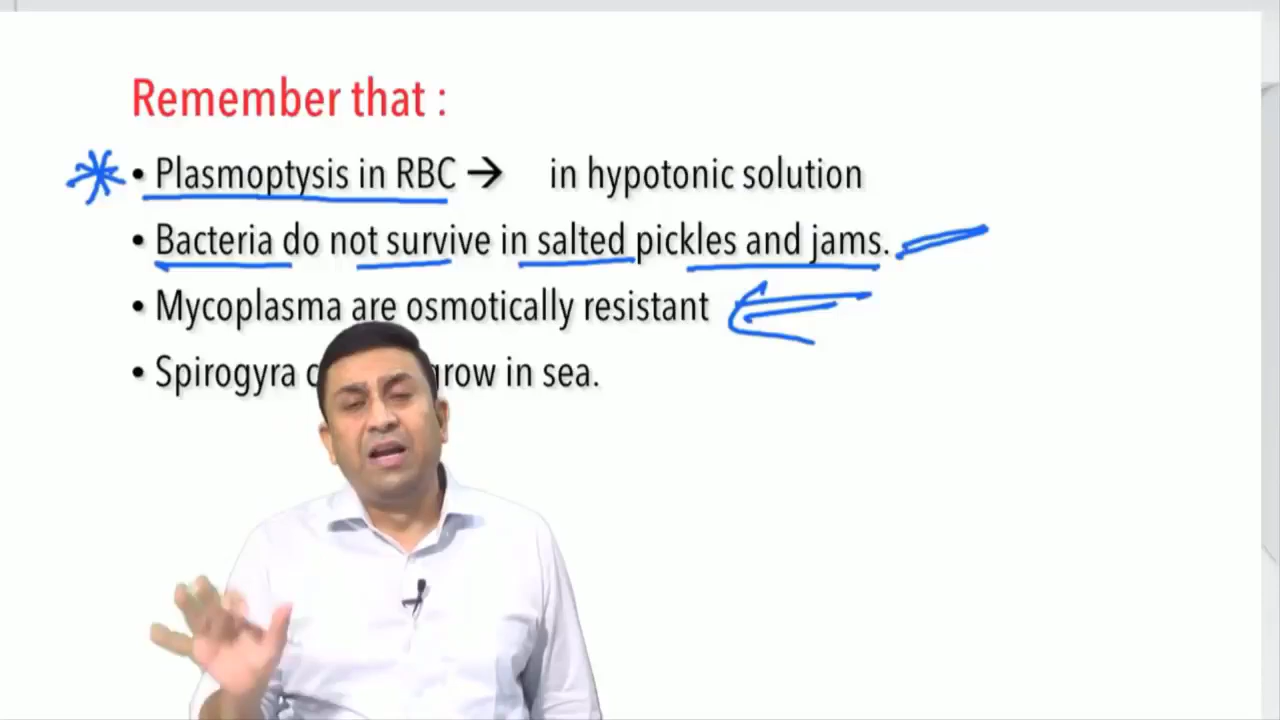 Remember that :
• Plasmoptysis in RBC → in hypotonic solution
• Bacteria do not survive in salted pickles and jams.
• Mycoplasma are osmotically resistant
• Spirogyra grow in sea.